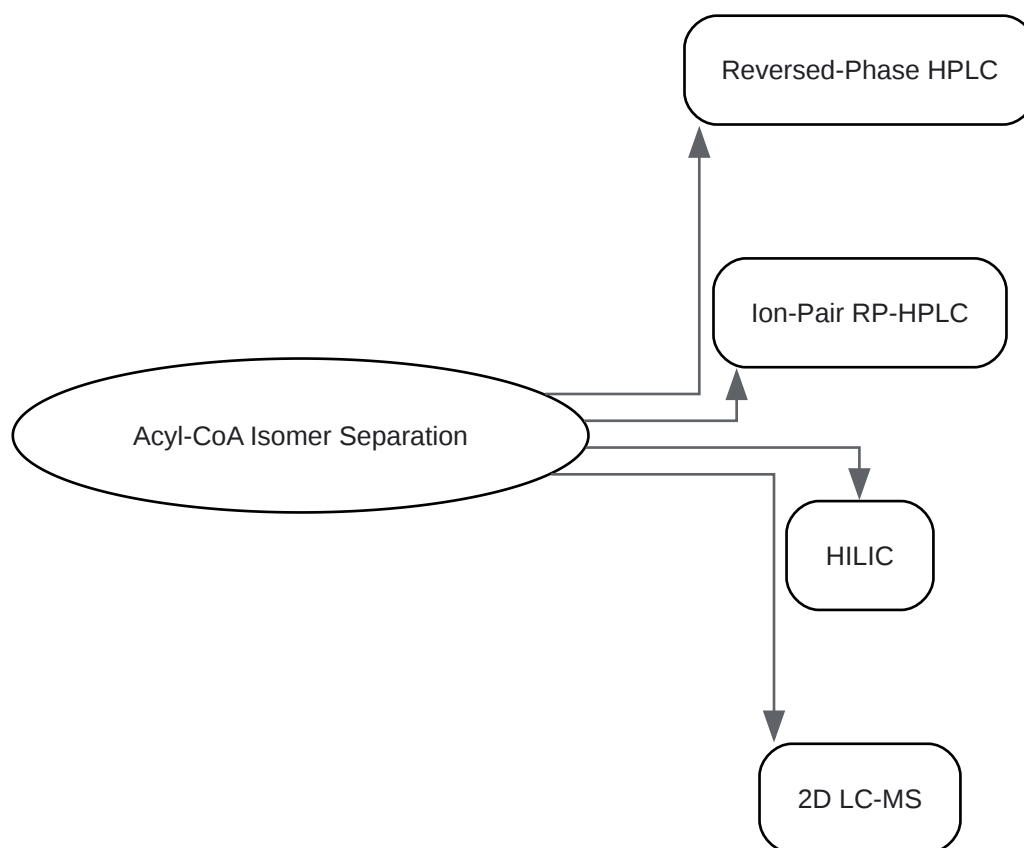 Reversed-Phase HPLC
Ion-Pair RP-HPLC
Acyl-CoA Isomer Separation
HILIC
2D LC-MS